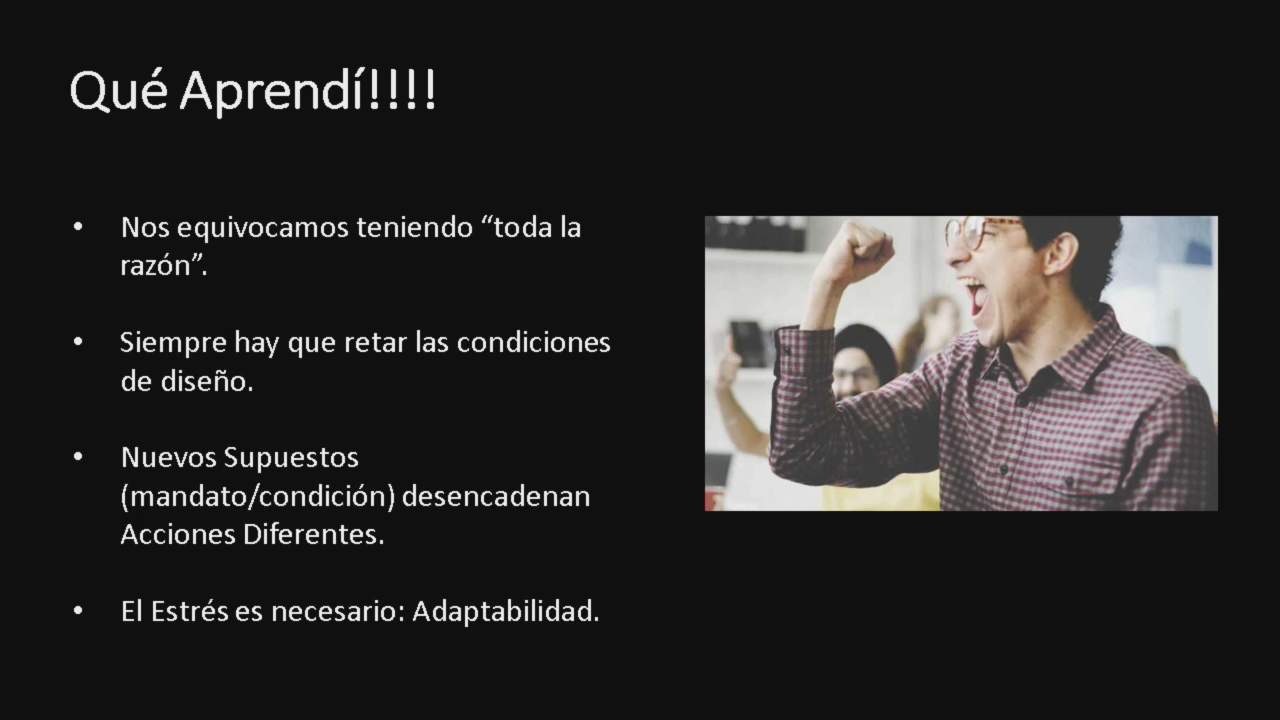 Qué Aprendí!!!!
• Nos equivocamos teniendo “toda la
razón”.
• Siempre hay que retar las condiciones
de diseño.
• Nuevos Supuestos
(mandato/condición) desencadenan
Acciones Diferentes.
• El Estrés es necesario: Adaptabilidad.